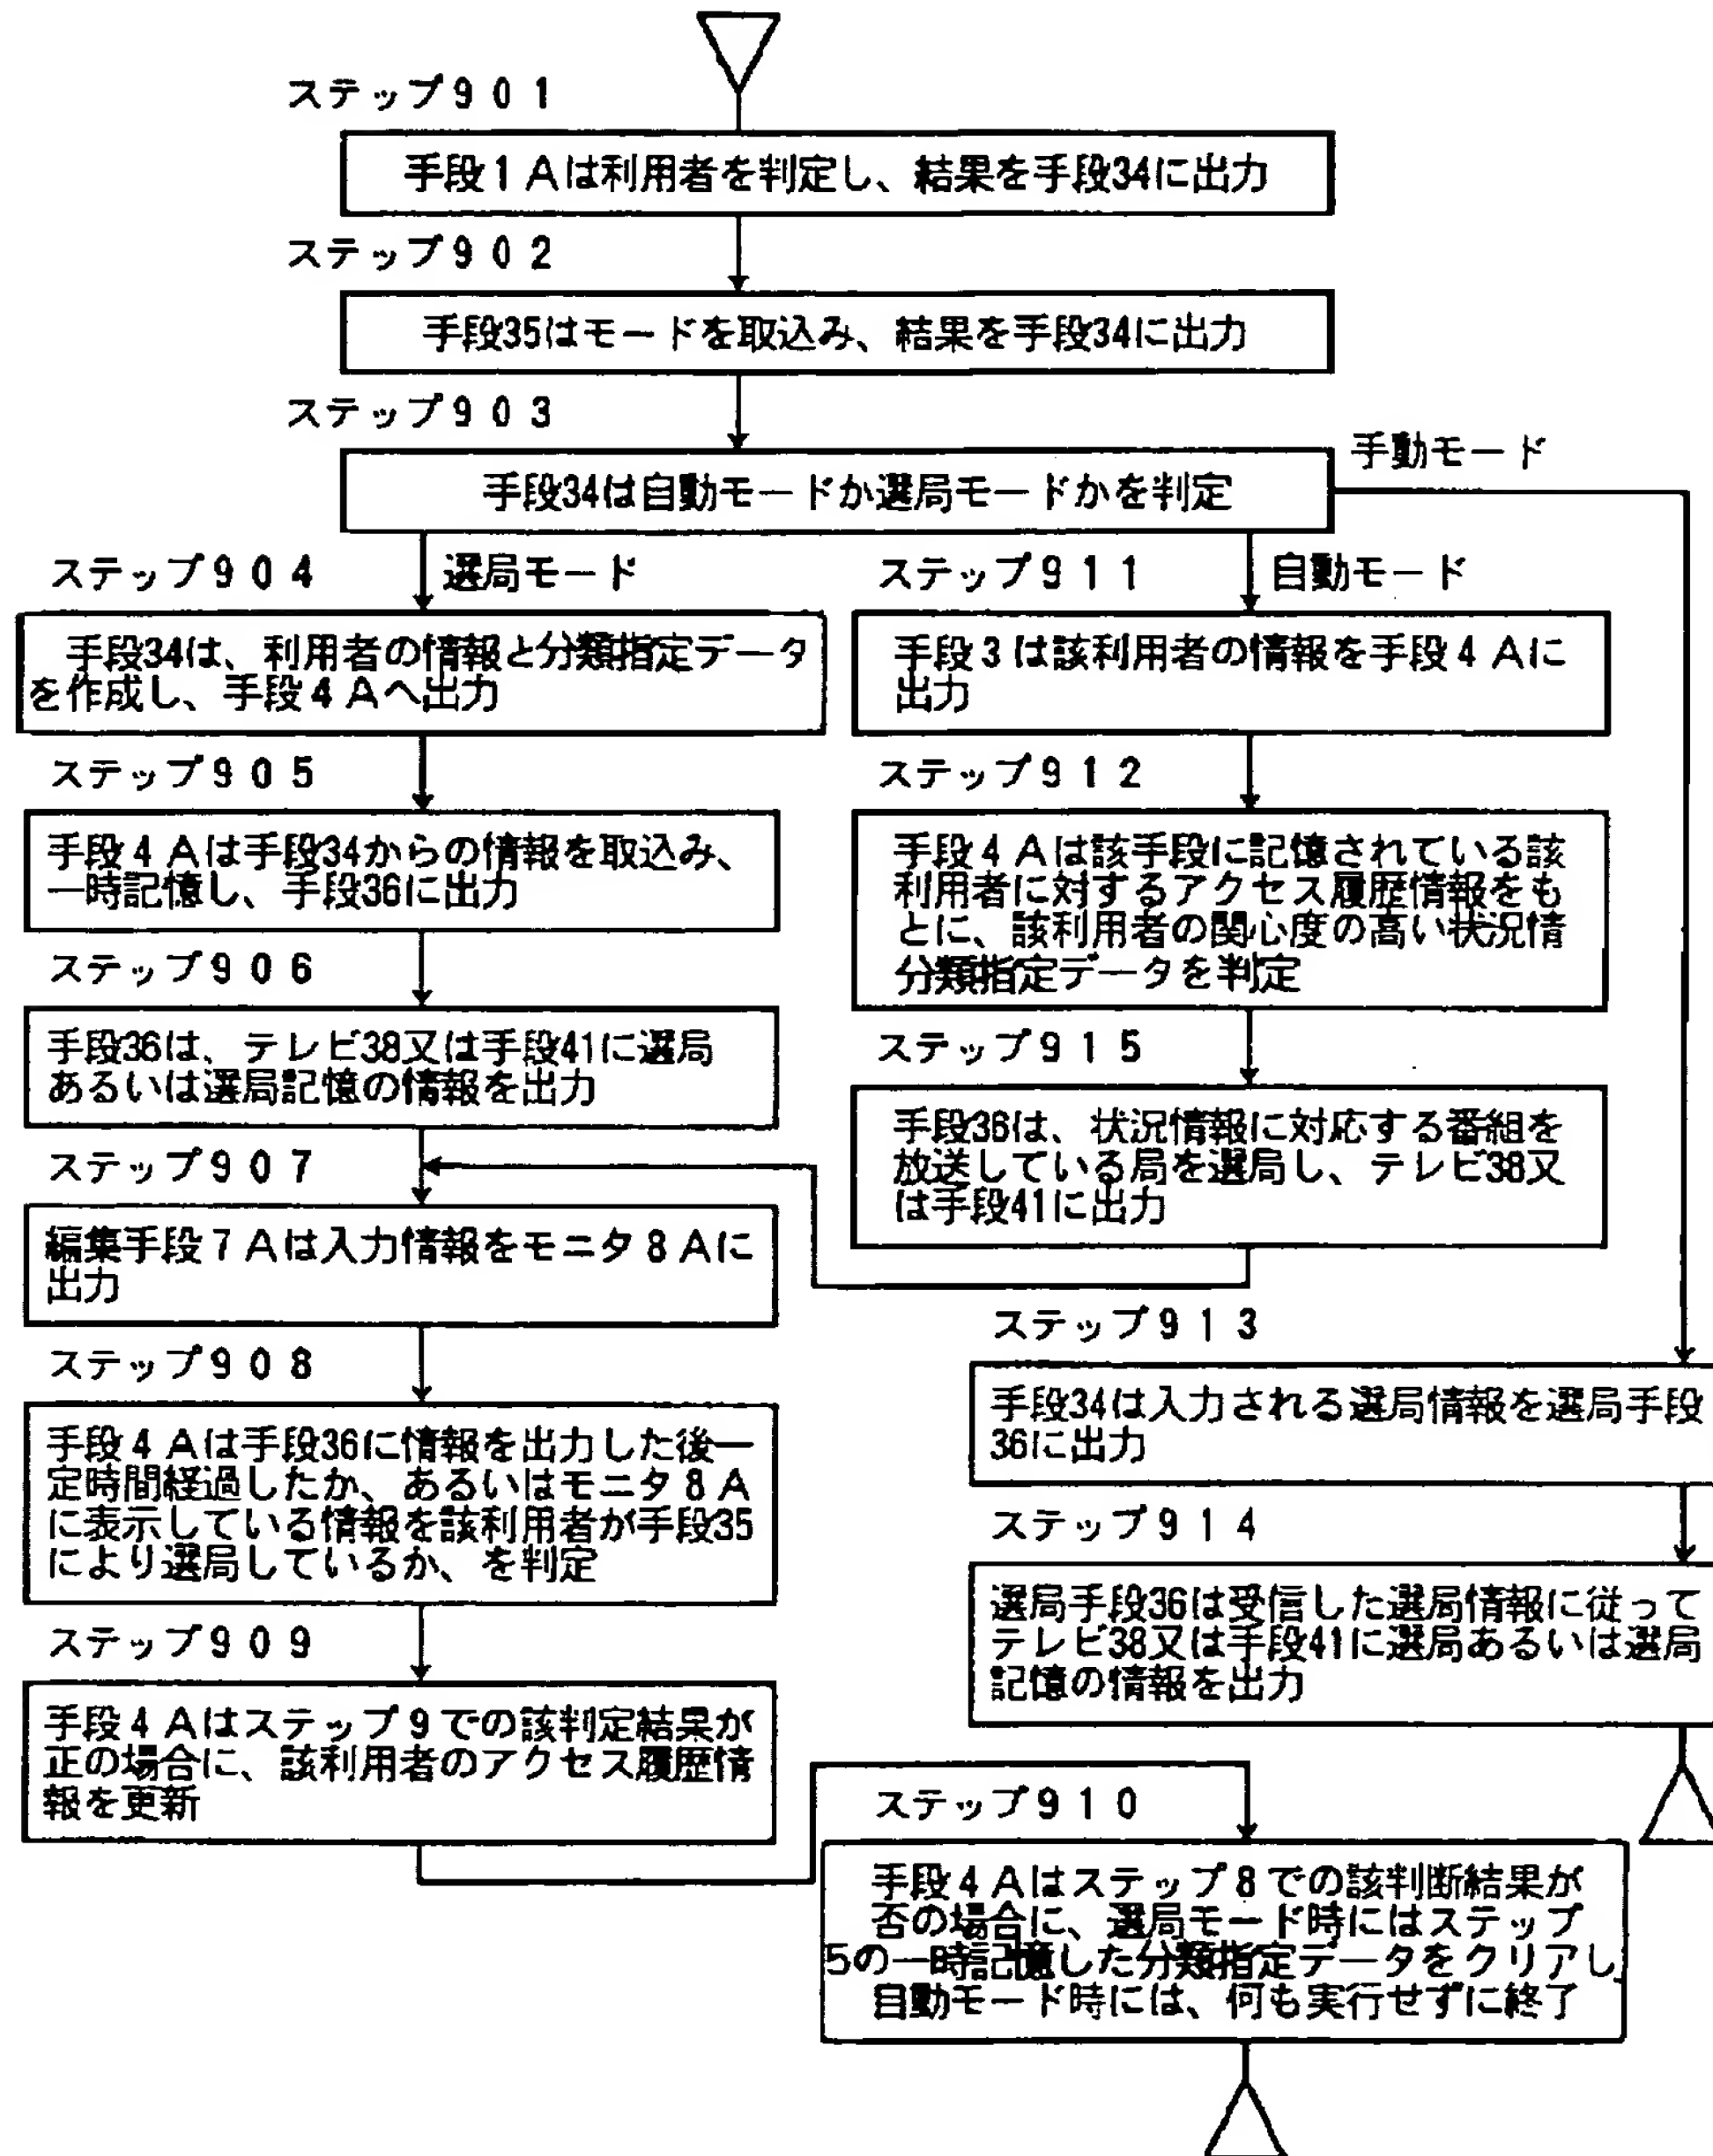 ステップ901
手段1Aは利用者を判定し、結果を手段34に出力
ステップ902
手段35はモードを取込み、結果を手段34に出力
ステップ903
手段34は自動モードか選局モードかを判定
手動モード
ステップ904
選局モード
手段34は、利用者の情報と分類指定データ
を作成し、手段4Aへ出力
ステップ905
手段4Aは手段34からの情報を取込み、
一時記憶し、手段36に出力
ステップ906
手段36は、テレビ38又は手段41に選局
あるいは選局記憶の情報を出力
ステップ907
編集手段7Aは入力情報をモニタ8Aに
出力
ステップ908
手段4Aは手段36に情報を出力した後一
定時間経過したか、あるいはモニタ8A
に表示している情報を該利用者が手段35
により選局しているか、を判定
ステップ909
手段4Aはステップ9での該判定結果が
正の場合に、該利用者のアクセス履歴情
報を更新
ステップ911
自動モード
手段3は該利用者の情報を手段4Aに
出力
ステップ912
手段4Aは該手段に記憶されている該
利用者に対するアクセス履歴情報をも
とに、該利用者の関心度の高い状況情
分類指定データを判定
ステップ915
手段36は、状況情報に対応する番組を
放送している局を選局し、テレビ38又
は手段41に出力
ステップ913
手段34は入力される選局情報を選局手段
36に出力
ステップ914
選局手段36は受信した選局情報に従って
テレビ38又は手段41に選局あるいは選局
記憶の情報を出力
ステップ910
手段4Aはステップ8での該判断結果が
否の場合に、選局モード時にはステップ
5の一時記憶した分類指定データをクリアし
自動モード時には、何も実行せずに終了